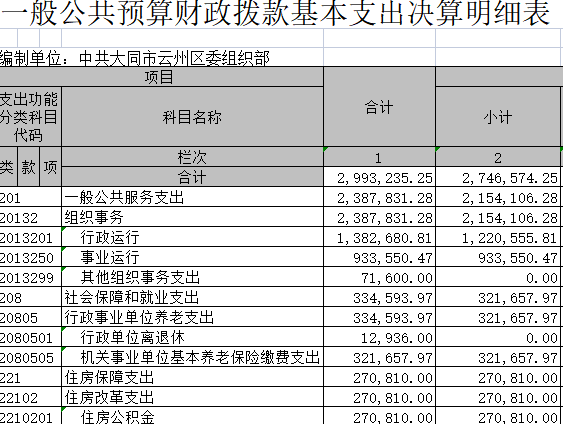 一般公共预算财政拨款基本支出决算明细表
编制单位：中共大同市云州区委组织部
项目 合计 小计
支出功能分类科目代码 科目名称
类 款 项 栏次 1 2
合计 2,993,235.25 2,746,574.25
201 一般公共服务支出 2,387,831.28 2,154,106.28
20132 组织事务 2,387,831.28 2,154,106.28
2013201 行政运行 1,382,680.81 1,220,555.81
2013250 事业运行 933,550.47 933,550.47
2013299 其他组织事务支出 71,600.00 0.00
208 社会保障和就业支出 334,593.97 321,657.97
20805 行政事业单位养老支出 334,593.97 321,657.97
2080501 行政单位离退休 12,936.00 0.00
2080505 机关事业单位基本养老保险缴费支出 321,657.97 321,657.97
221 住房保障支出 270,810.00 270,810.00
22102 住房改革支出 270,810.00 270,810.00
2210201 住房公积金 270,810.00 270,810.00